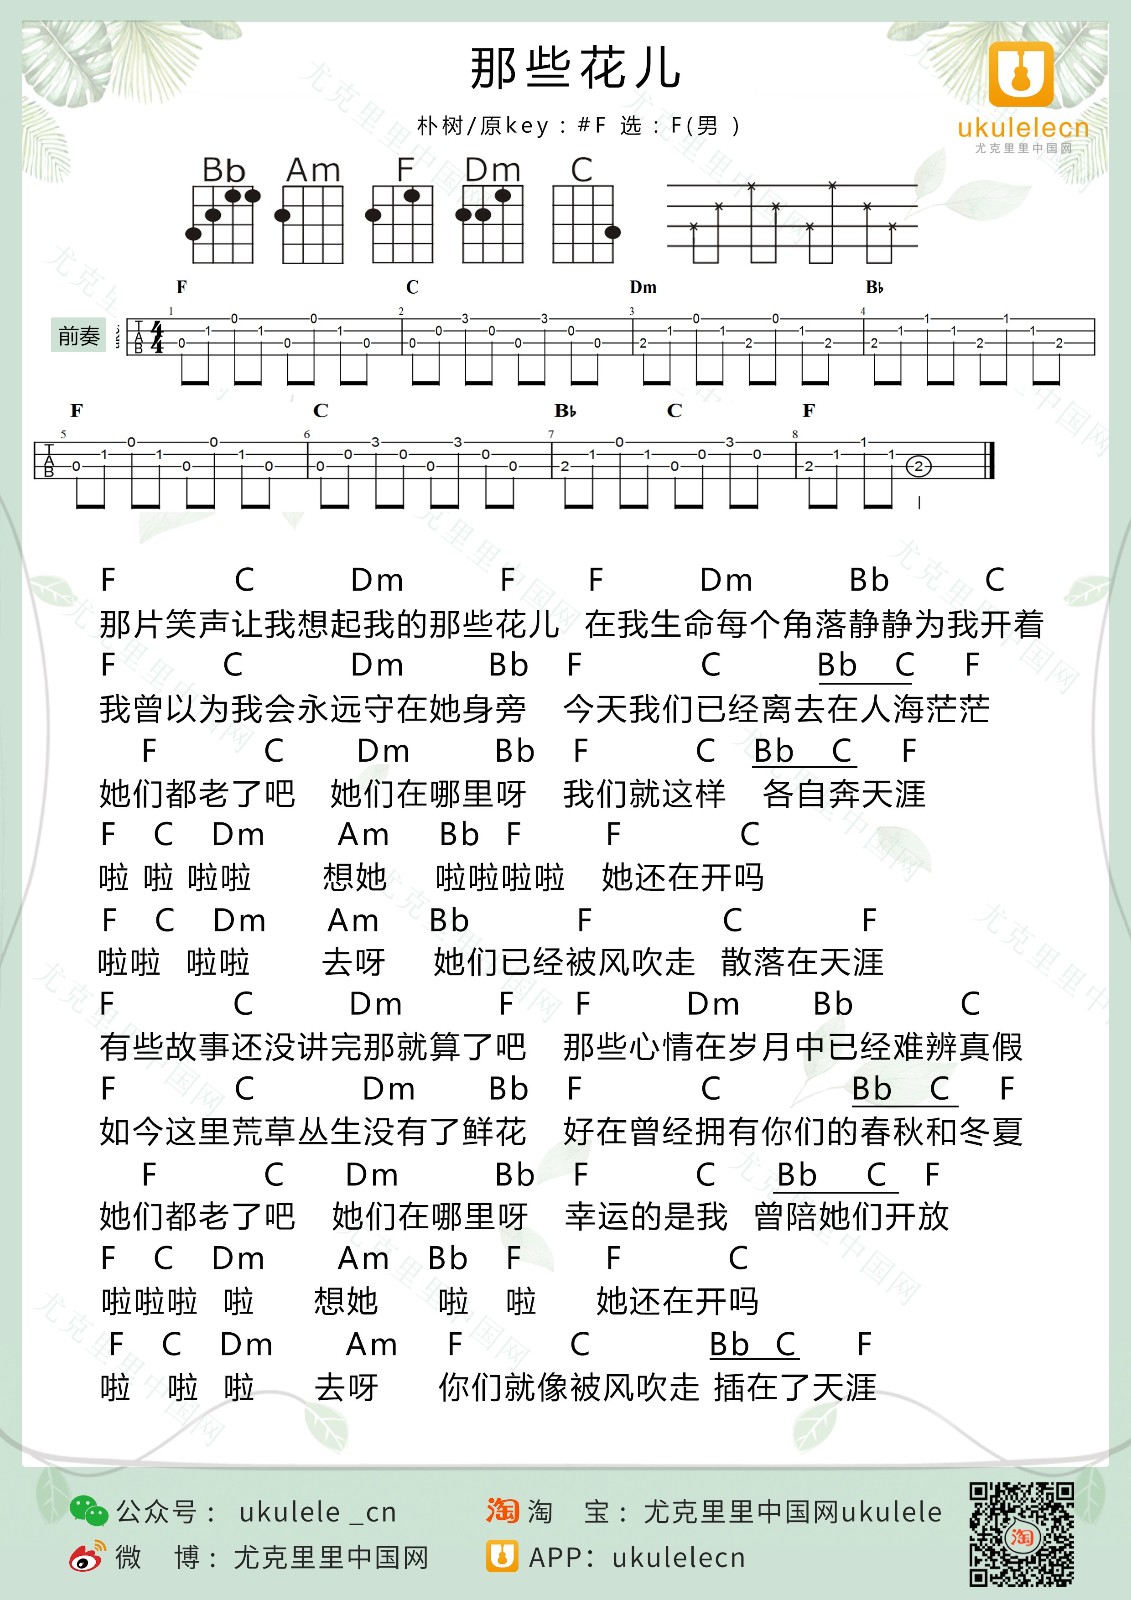 那些花儿
朴树/原key : #F 选 : F(男 )
ukulelecn
尤克里里中国网
Bb Am F Dm C
F C Dm B♭
前奏
1 2 3 4
4/4
TAB
0 1 0 1 0 0 1 0 0 0 3 0 0 3 0 0 2 1 0 1 2 0 1 2 2 1 1 1 2 1 1 2
F C B♭ C F
5 6 7 8
TAB
0 1 0 1 0 0 1 0 0 0 3 0 0 3 0 0 2 1 0 1 0 0 3 0 2 1 1 1 2
F C Dm F F Dm Bb C
那片笑声让我想起我的那些花儿 在我生命每个角落静静为我开着
F C Dm Bb F C Bb C F
我曾以为我会永远守在她身旁 今天我们已经离去在人海茫茫
F C Dm Bb F C Bb C F
她们都老了吧 她们在哪里呀 我们就这样 各自奔天涯
F C Dm Am Bb F F C
啦 啦 啦啦 想她 啦啦啦啦 她还在开吗
F C Dm Am Bb F C F
啦啦 啦啦 去呀 她们已经被风吹走 散落在天涯
F C Dm F F Dm Bb C
有些故事还没讲完那就算了吧 那些心情在岁月中已经难辨真假
F C Dm Bb F C Bb C F
如今这里荒草丛生没有了鲜花 好在曾经拥有你们的春秋和冬夏
F C Dm Bb F C Bb C F
她们都老了吧 她们在哪里呀 幸运的是我 曾陪她们开放
F C Dm Am Bb F F C
啦啦啦 啦 想她 啦 啦 她还在开吗
F C Dm Am F C Bb C F
啦 啦 啦 去呀 你们就像被风吹走 插在了天涯
公众号 : ukulele _cn
淘 淘 宝 : 尤克里里中国网ukulele
淘
微 博 : 尤克里里中国网
APP: ukulelecn